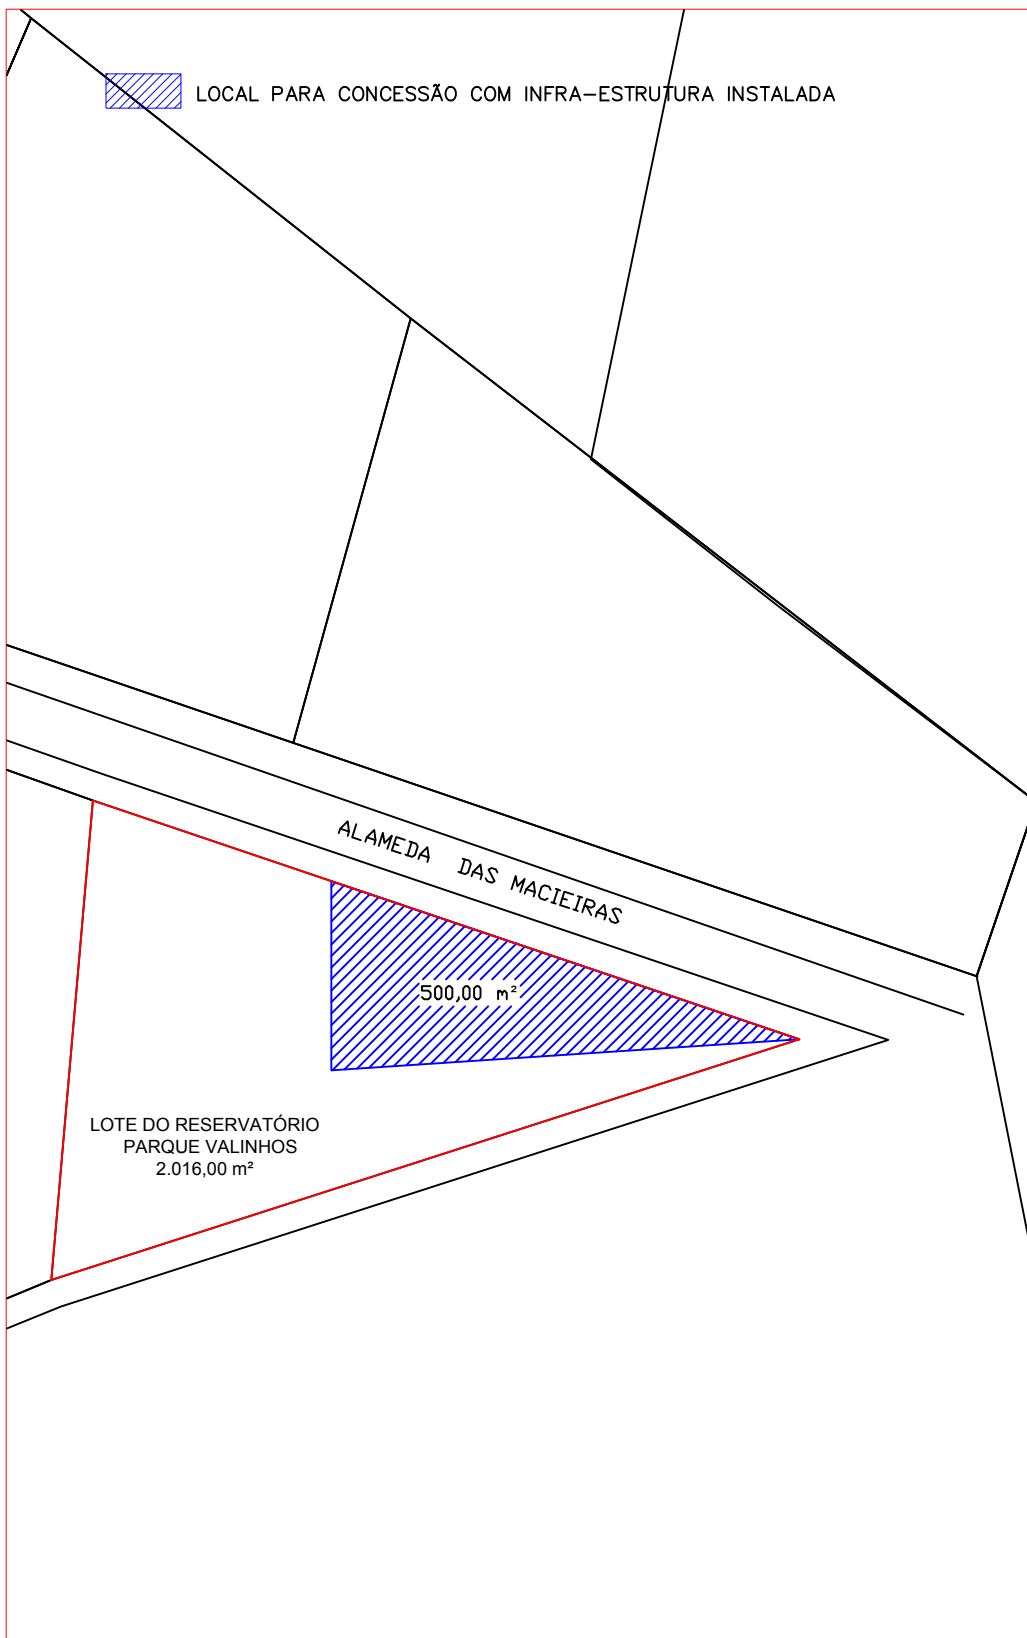 LOCAL PARA CONCESSÃO COM INFRA-ESTRUTURA INSTALADA
ALAMEDA DAS MACIEIRAS
500,00 m²
LOTE DO RESERVATÓRIO
PARQUE VALINHOS
2.016,00 m²